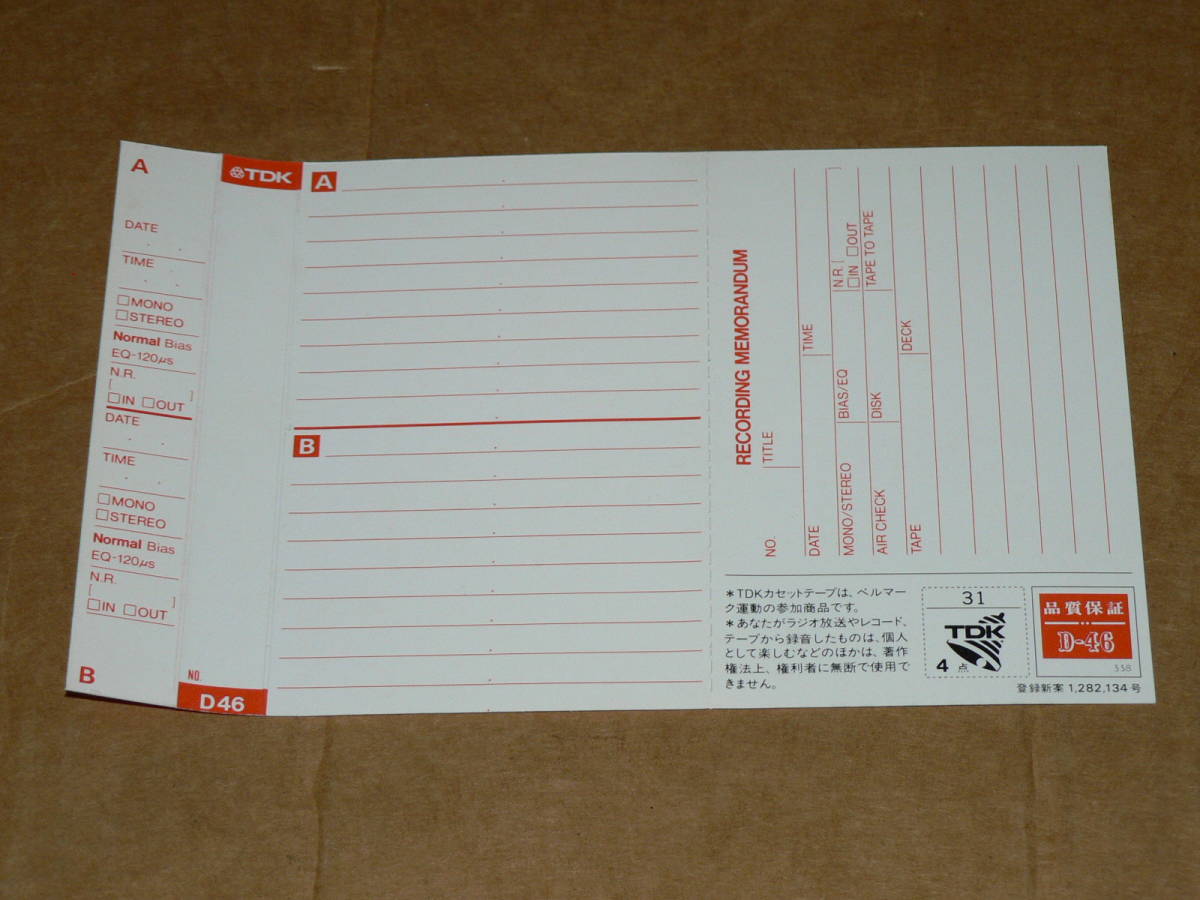 A
DATE
TIME
□MONO
□STEREO
Normal Bias
EQ-120μs
N.R.
[ ]
□IN □OUT
DATE
TIME
□MONO
□STEREO
Normal Bias
EQ-120μs
N.R.
[ ]
□IN □OUT
B
TDK
NO.
D46
A
B
RECORDING MEMORANDUM
NO. TITLE
DATE TIME
MONO/STEREO BIAS/EQ N.R. □IN □OUT
AIR CHECK DISK TAPE TO TAPE
TAPE DECK
*TDKカセットテープは、ベルマー
ク運動の参加商品です。
*あなたがラジオ放送やレコード、
テープから録音したものは、個人
として楽しむなどのほかは、著作
権法上、権利者に無断で使用で
きません。
31
TDK
4 点
品質保証
D-46
338
登録新案 1,282,134号